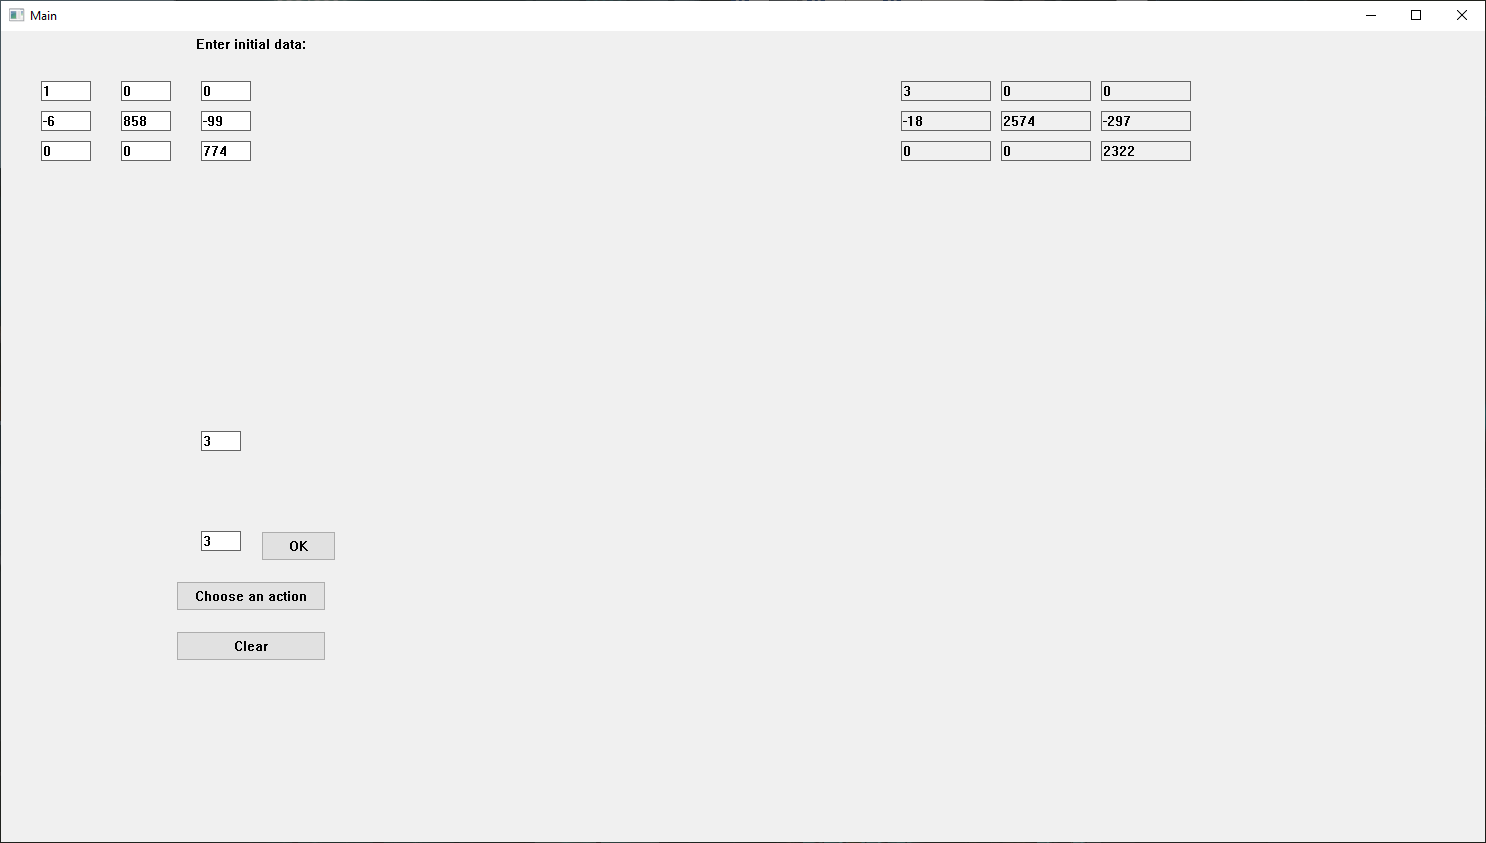 Main
Enter initial data:
1 0 0 3 0 0
-6 858 -99 -18 2574 -297
0 0 774 0 0 2322
3
3 OK
Choose an action
Clear